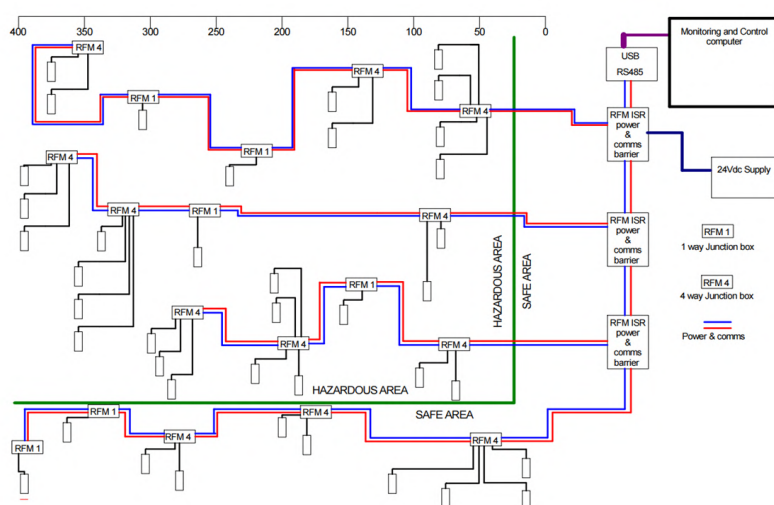 400
350
300
250
200
150
100
50
0
Monitoring and Control
computer
USB
RS485
RFM 4
RFM 1
RFM 4
RFM 4
RFM 1
RFM ISR
power
&
comms
barrier
24Vdc Supply
RFM 4
RFM 4
RFM 1
RFM 4
RFM ISR
power
&
comms
barrier
RFM 1
1 way Junction box
HAZARDOUS AREA
SAFE AREA
RFM 4
RFM 1
RFM 4
RFM 4
RFM ISR
power
&
comms
barrier
RFM 4
4 way Junction box
Power & comms
HAZARDOUS AREA
SAFE AREA
RFM 1
RFM 4
RFM 4
RFM 4
RFM 1